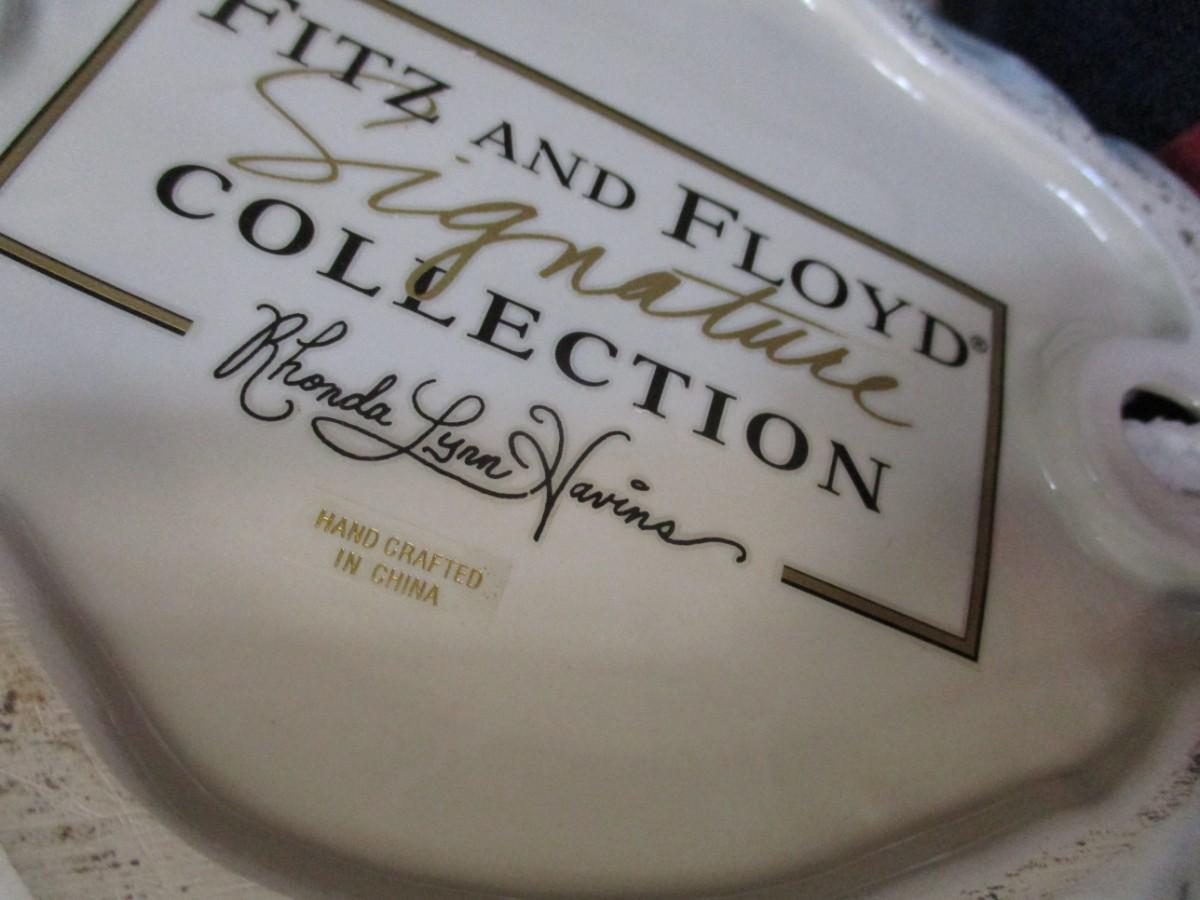 FITZ AND FLOYD®
Signature
COLLECTION
Rhonda Lynn Havins
HAND CRAFTED
IN CHINA